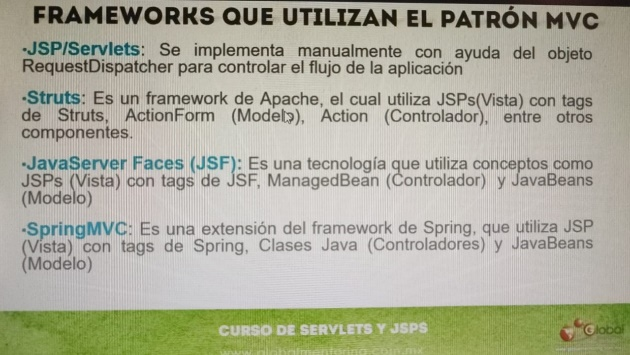 FRAMEWORKS QUE UTILIZAN EL PATRÓN MVC
•JSP/Servlets: Se implementa manualmente con ayuda del objeto
RequestDispatcher para controlar el flujo de la aplicación
•Struts: Es un framework de Apache, el cual utiliza JSPs(Vista) con tags
de Struts, ActionForm (Modelo), Action (Controlador), entre otros
componentes.
•JavaServer Faces (JSF): Es una tecnología que utiliza conceptos como
JSPs (Vista) con tags de JSF, ManagedBean (Controlador) y JavaBeans
(Modelo)
•SpringMVC: Es una extensión del framework de Spring, que utiliza JSP
(Vista) con tags de Spring, Clases Java (Controladores) y JavaBeans
(Modelo)
CURSO DE SERVLETS Y JSPS
Global
www.globalmentoring.com.mx